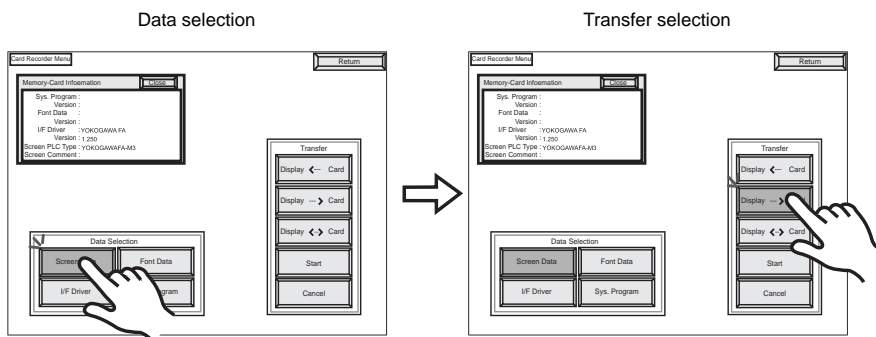 Data selection
Card Recorder Menu
Return
Memory-Card Infoemation Close
Sys. Program :
Version :
Font Data :
Version :
I/F Driver : YOKOGAWA FA
Version : 1.250
Screen PLC Type : YOKOGAWAFA-M3
Screen Comment :
Transfer
Display <--- Card
Display ---> Card
Display <--> Card
Start
Cancel
Data Selection
Screen
Font Data
I/F Driver
Transfer selection
Card Recorder Menu
Return
Memory-Card Infoemation Close
Sys. Program :
Version :
Font Data :
Version :
I/F Driver : YOKOGAWA FA
Version : 1.250
Screen PLC Type : YOKOGAWAFA-M3
Screen Comment :
Transfer
Display <--- Card
Display --->
Display <--> Card
Start
Cancel
Data Selection
Screen Data
Font Data
I/F Driver
Sys. Program